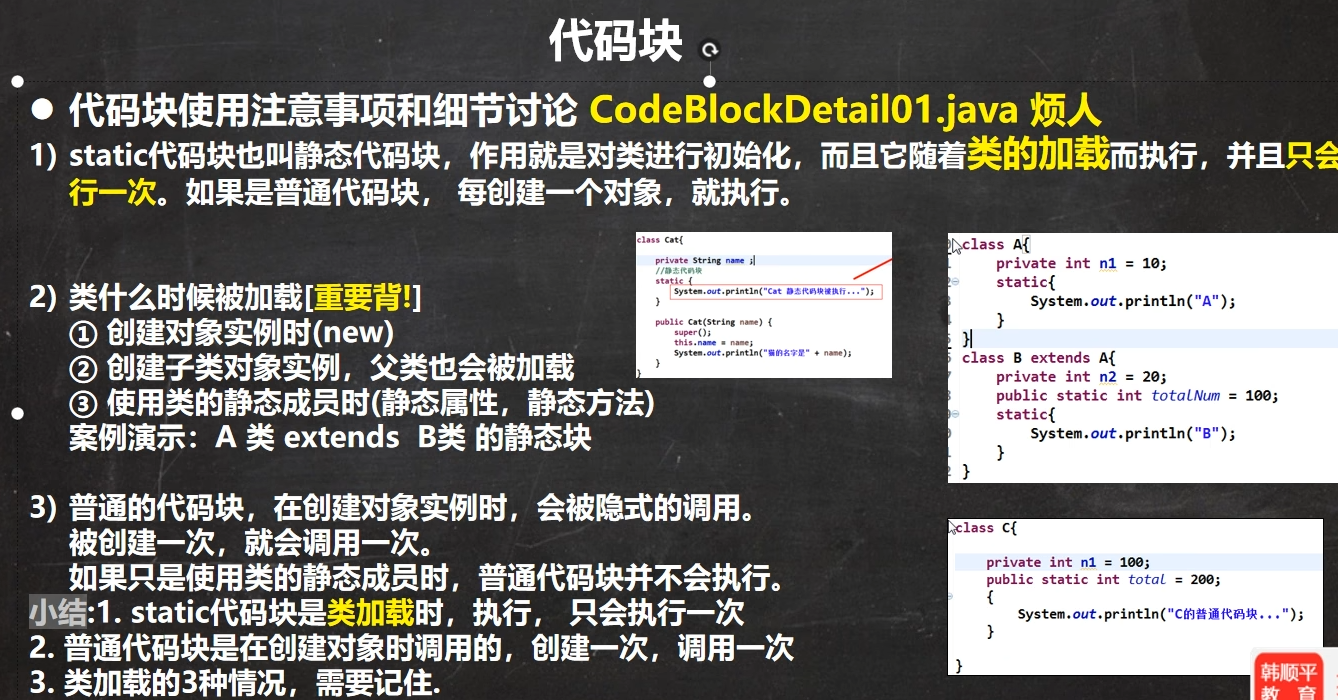 代码块
● 代码块使用注意事项和细节讨论 CodeBlockDetail01.java 烦人
1) static代码块也叫静态代码块，作用就是对类进行初始化，而且它随着类的加载而执行，并且只会
行一次。如果是普通代码块， 每创建一个对象，就执行。
2) 类什么时候被加载[重要背!]
① 创建对象实例时(new)
② 创建子类对象实例，父类也会被加载
③ 使用类的静态成员时(静态属性，静态方法)
案例演示：A 类 extends B类 的静态块
3) 普通的代码块，在创建对象实例时，会被隐式的调用。
被创建一次，就会调用一次。
如果只是使用类的静态成员时，普通代码块并不会执行。
小结:1. static代码块是类加载时，执行， 只会执行一次
2. 普通代码块是在创建对象时调用的，创建一次，调用一次
3. 类加载的3种情况，需要记住.
class Cat{
private String name ;
//静态代码块
static {
System.out.println("Cat 静态代码块被执行...");
}
public Cat(String name) {
super();
this.name = name;
System.out.println("猫的名字是" + name);
}
}
class A{
private int n1 = 10;
static{
System.out.println("A");
}
}
class B extends A{
private int n2 = 20;
public static int totalNum = 100;
static{
System.out.println("B");
}
}
class C{
private int n1 = 100;
public static int total = 200;
{
System.out.println("C的普通代码块...");
}
}
韩顺平
教 育